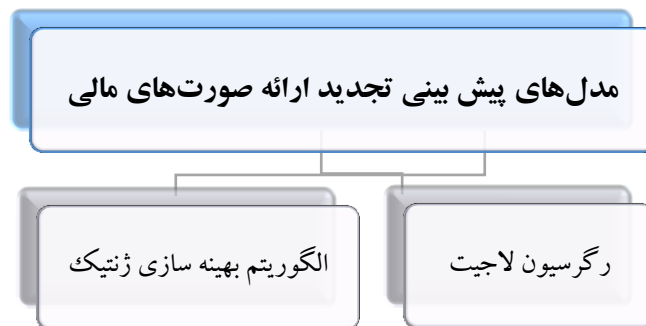 مدل‌های پیش بینی تجدید ارائه صورت‌های مالی
رگرسیون لاجیت
الگوریتم بهینه سازی ژنتیک